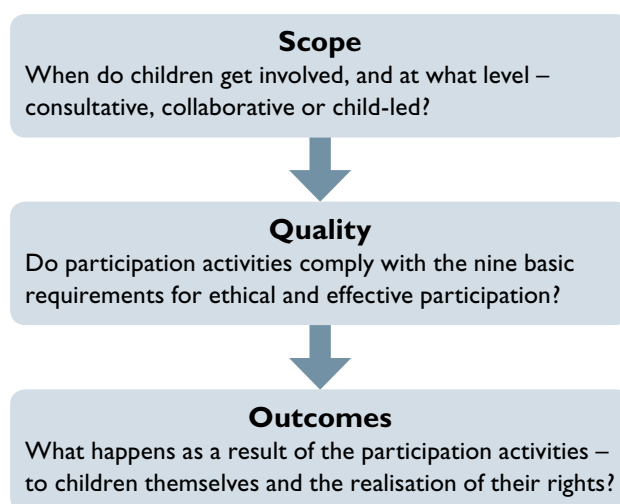 Scope
When do children get involved, and at what level –
consultative, collaborative or child-led?
Quality
Do participation activities comply with the nine basic
requirements for ethical and effective participation?
Outcomes
What happens as a result of the participation activities –
to children themselves and the realisation of their rights?